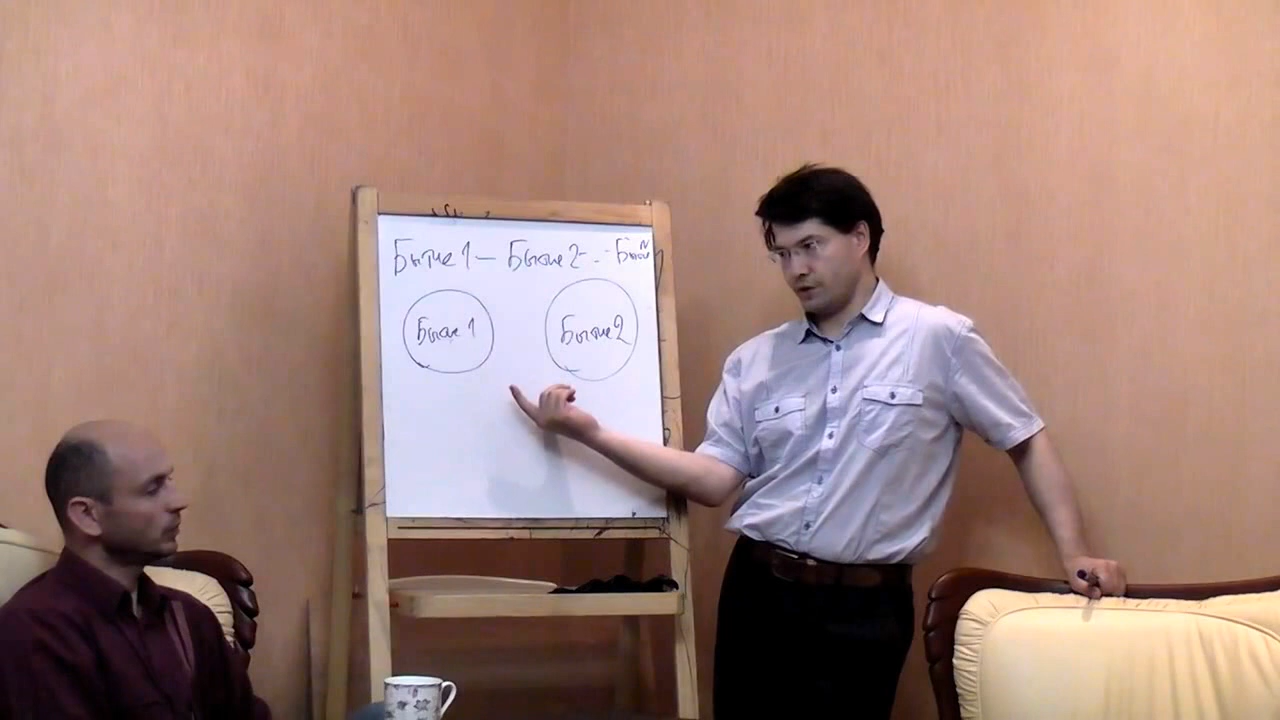 Бытие 1 — Бытие 2 - . . - Бытие N
Бытие 1
Бытие 2